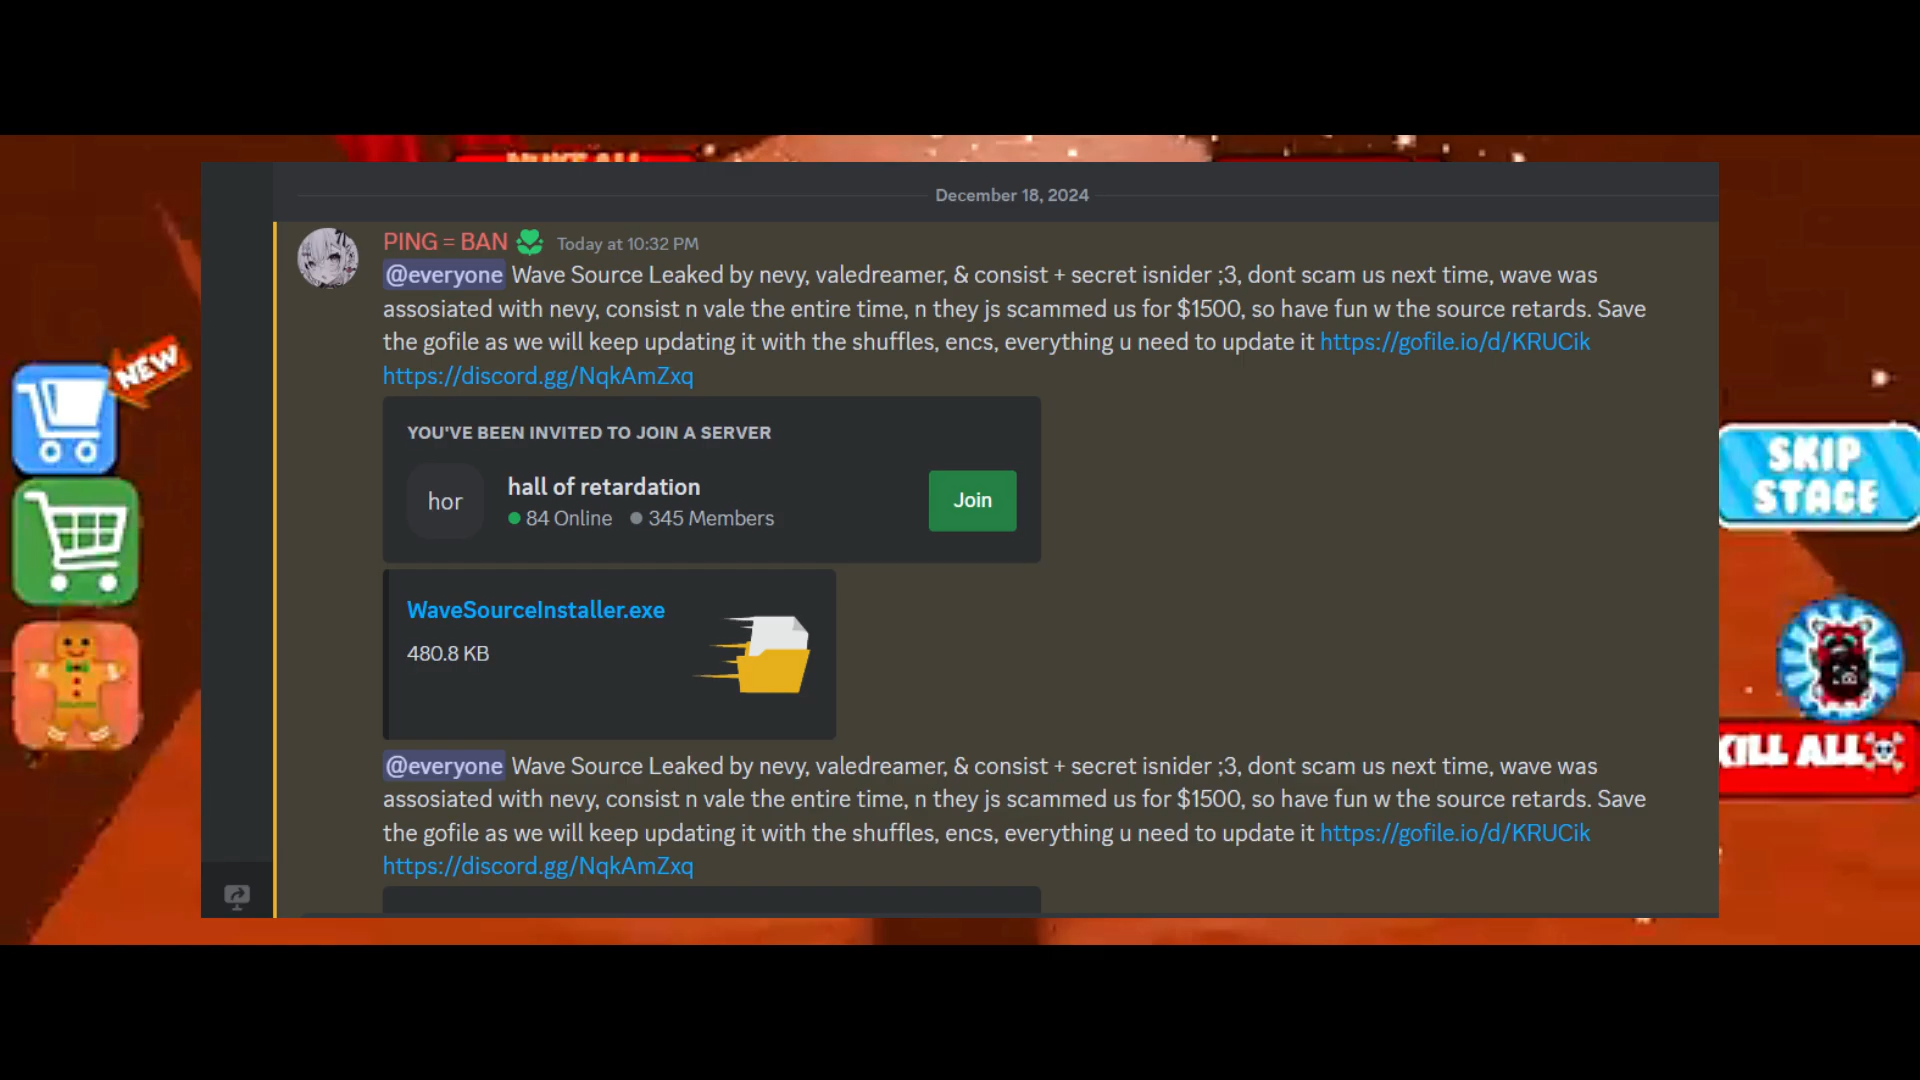 NUKE ALL
December 18, 2024
PING = BAN Today at 10:32 PM
@everyone Wave Source Leaked by nevy, valedreamer, & consist + secret isnider ;3, dont scam us next time, wave was
assosiated with nevy, consist n vale the entire time, n they js scammed us for $1500, so have fun w the source retards. Save
the gofile as we will keep updating it with the shuffles, encs, everything u need to update it https://gofile.io/d/KRUCik
https://discord.gg/NqkAmZxq
NEW
YOU'VE BEEN INVITED TO JOIN A SERVER
hor
hall of retardation
84 Online 348 Members
Join
SKIP
STAGE
WaveSourceInstaller.exe
480.8 KB
KILL ALL
@everyone Wave Source Leaked by nevy, valedreamer, & consist + secret isnider ;3, dont scam us next time, wave was
assosiated with nevy, consist n vale the entire time, n they js scammed us for $1500, so have fun w the source retards. Save
the gofile as we will keep updating it with the shuffles, encs, everything u need to update it https://gofile.io/d/KRUCik
https://discord.gg/NqkAmZxq